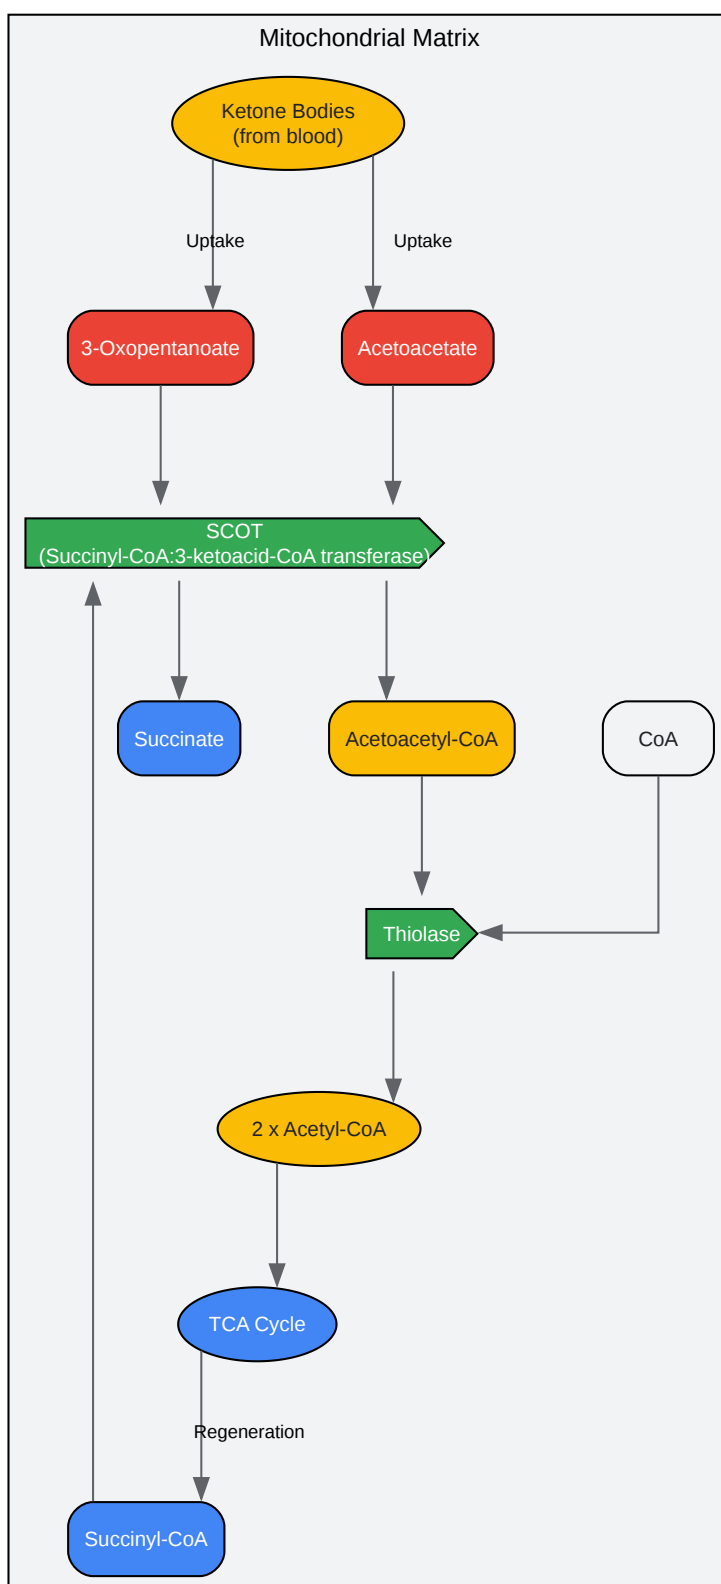 Mitochondrial Matrix
Ketone Bodies
(from blood)
Uptake
Uptake
3-Oxopentanoate
Acetoacetate
SCOT
(Succinyl-CoA:3-ketoacid-CoA transferase)
Succinate
Acetoacetyl-CoA
CoA
Thiolase
2 x Acetyl-CoA
TCA Cycle
Regeneration
Succinyl-CoA